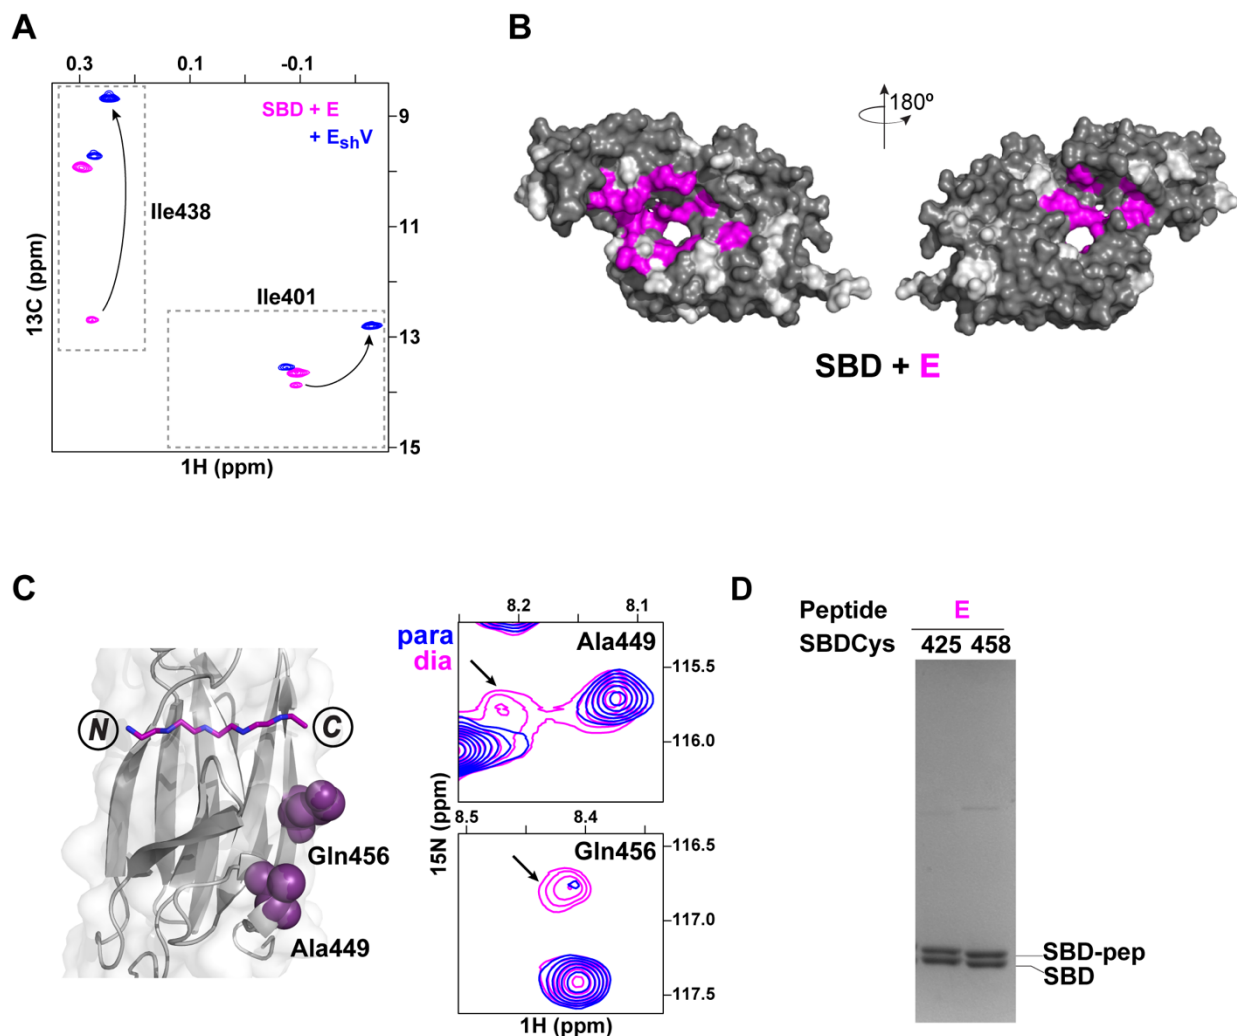 A
0.3 0.1 -0.1
SBD + E
+ EshV
Ile438
Ile401
9
11
13
15
13C (ppm)
1H (ppm)
B
180º
SBD + E
C
N
C
Gln456
Ala449
para
dia
8.2 8.1
Ala449
115.5
116.0
15N (ppm)
8.5 8.4
Gln456
116.5
117.0
117.5
1H (ppm)
D
Peptide E
SBDCys 425 458
SBD-pep
SBD